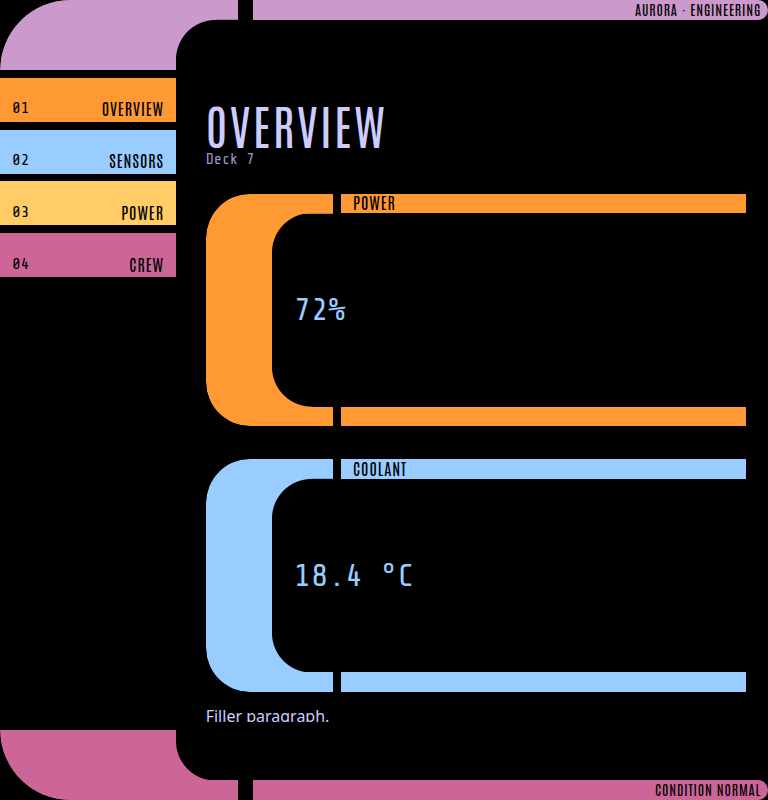 AURORA · ENGINEERING
01 OVERVIEW
02 SENSORS
03 POWER
04 CREW
OVERVIEW
Deck 7
POWER
72%
COOLANT
18.4 °C
Filler paragraph.
CONDITION NORMAL